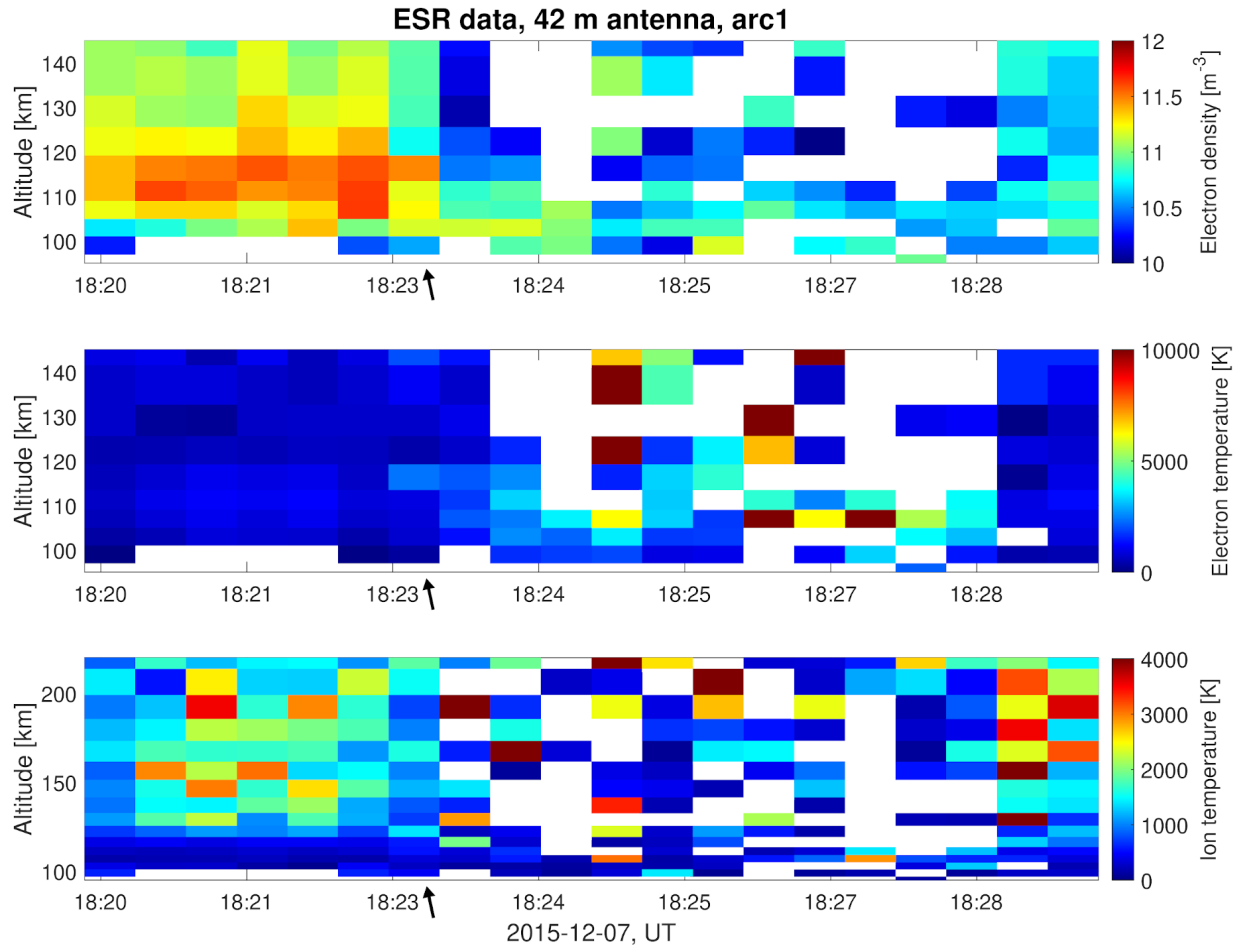 ESR data, 42 m antenna, arc1
Altitude [km]
140
130
120
110
100
18:20 18:21 18:23 18:24 18:25 18:27 18:28
12
11.5
11
10.5
10
Electron density [m⁻³]
Altitude [km]
140
130
120
110
100
18:20 18:21 18:23 18:24 18:25 18:27 18:28
10000
5000
0
Electron temperature [K]
Altitude [km]
200
150
100
18:20 18:21 18:23 18:24 18:25 18:27 18:28
4000
3000
2000
1000
0
Ion temperature [K]
2015-12-07, UT